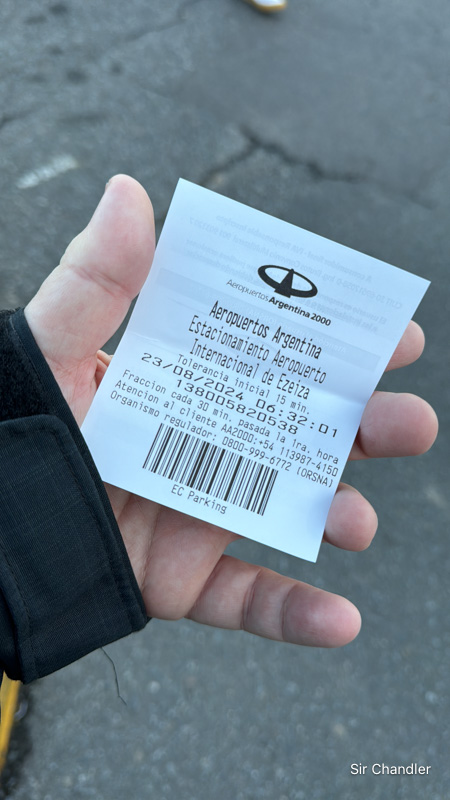 Aeropuertos Argentina 2000
Aeropuertos Argentina
Estacionamiento Aeropuerto
Internacional de Ezeiza
Tolerancia inicial 15 min.
23/08/2024 06:32:01
138005820538
Fraccion cada 30 min. pasada la 1ra. hora
Atencion al cliente AA2000:+54 113987-4150
Organismo regulador: 0800-999-6772 (ORSNA)
EC Parking
Sir Chandler